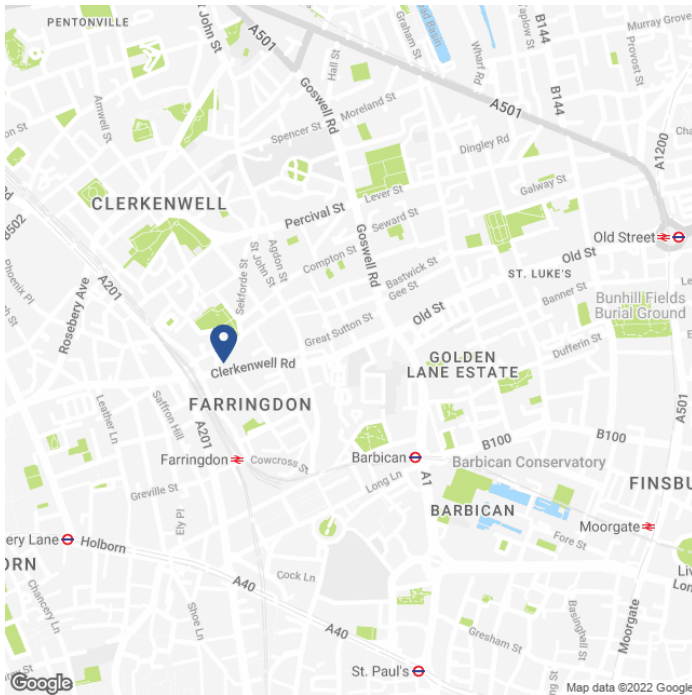 PENTONVILLE
St John St
A501
Graham St
Wharf Rd
B144
Murray Grove
Provost St
Hall St
Goswell Rd
Moreland St
A501
B144
A1200
Amwell St
Spencer St
Dingley Rd
Lever St
Galway St
CLERKENWELL
Percival St
Seward St
B502
Goswell Rd
Old Street
Old St
Agdon St
St John St
Compton St
Sekforde St
Bastwick St
Gee St
ST. LUKE'S
Phoenix Pl
A201
Rosebery Ave
Banner St
Bunhill Fields
Burial Ground
Great Sutton St
Old St
Dufferin St
Clerkenwell Rd
GOLDEN
LANE ESTATE
A501
Leather Ln
Saffron Hill
A201
FARRINGDON
B100
B100
Farringdon
Cowcross St
Barbican
Barbican Conservatory
A1
Long Ln
FINSBU
Greville St
Ely Pl
BARBICAN
Moorgate
ery Lane
Holborn
Fore St
ORN
A40
Cock Ln
Chancery Ln
Shoe Ln
A40
Basinghall St
Moorgate
Gresham St
St. Paul's
Google
Map data ©2022 Google